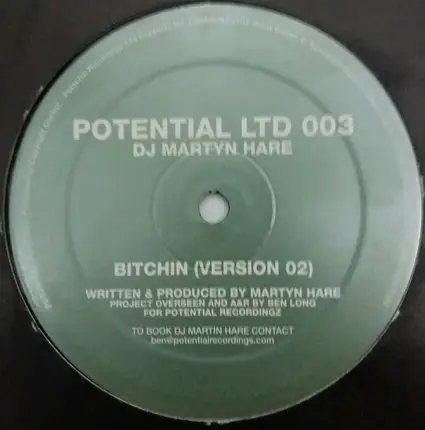 POTENTIAL LTD 003
DJ MARTYN HARE
BITCHIN (VERSION 02)
WRITTEN & PRODUCED BY MARTYN HARE
PROJECT OVERSEEN AND A&R BY BEN LONG
FOR POTENTIAL RECORDINGZ
TO BOOK DJ MARTIN HARE CONTACT
ben@potentialrecordings.com